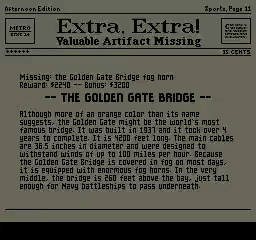 Afternoon Edition Sports, Page 11
METRO
Extra, Extra!
Valuable Artifact Missing
35 CENTS
Missing: the Golden Gate Bridge fog horn
Reward: $2240 -- Bonus: $3200
-- THE GOLDEN GATE BRIDGE --
Although more of an orange color than its name
suggests, the Golden Gate might be the world's most
famous bridge. It was built in 1937 and it took over 4
years to complete. It is 4200 feet long. The main cables
are 36.5 inches in diameter and were designed to
withstand winds of up to 100 miles per hour. Because
the Golden Gate Bridge is covered in fog on most days,
it is equipped with enormous fog horns. In the very
middle, the bridge is 260 feet above the bay, just tall
enough for Navy battleships to pass underneath.